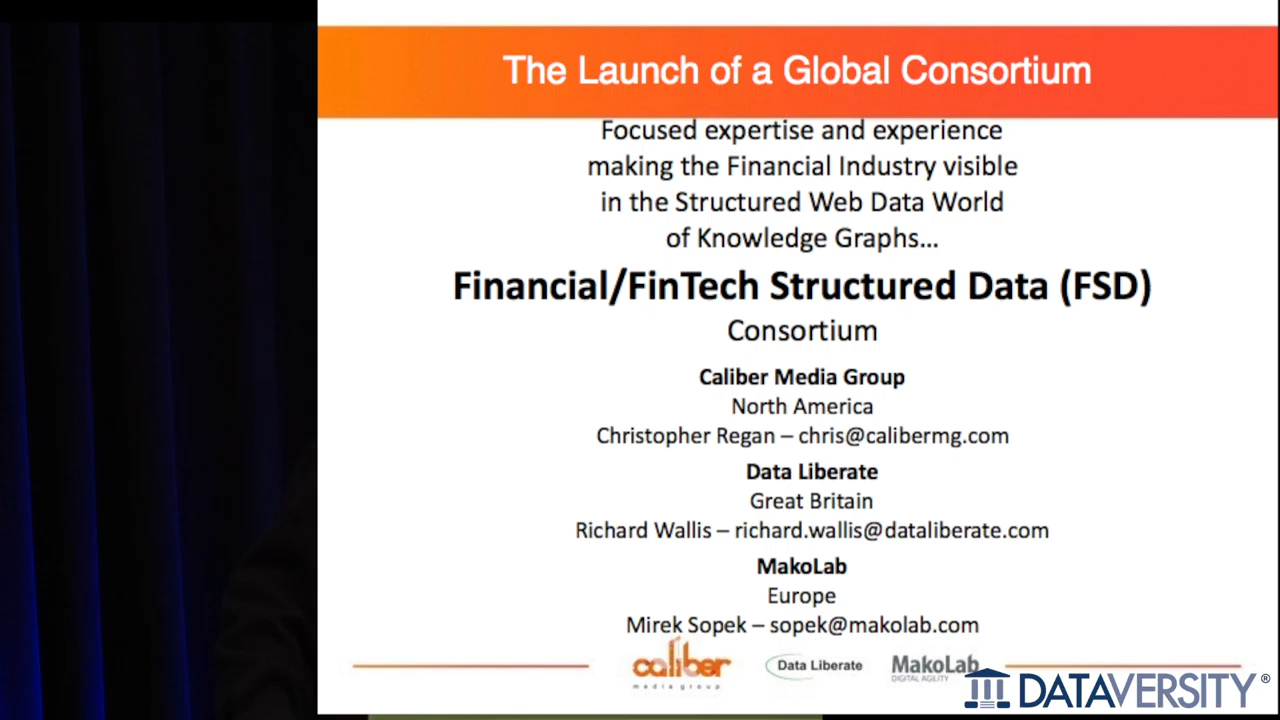 The Launch of a Global Consortium
Focused expertise and experience
making the Financial Industry visible
in the Structured Web Data World
of Knowledge Graphs...
Financial/FinTech Structured Data (FSD)
Consortium
Caliber Media Group
North America
Christopher Regan – chris@calibermg.com
Data Liberate
Great Britain
Richard Wallis – richard.wallis@dataliberate.com
MakoLab
Europe
Mirek Sopek – sopek@makolab.com
caliber
media group
Data Liberate
MakoLab
DIGITAL AGILITY
DATAVERSITY®